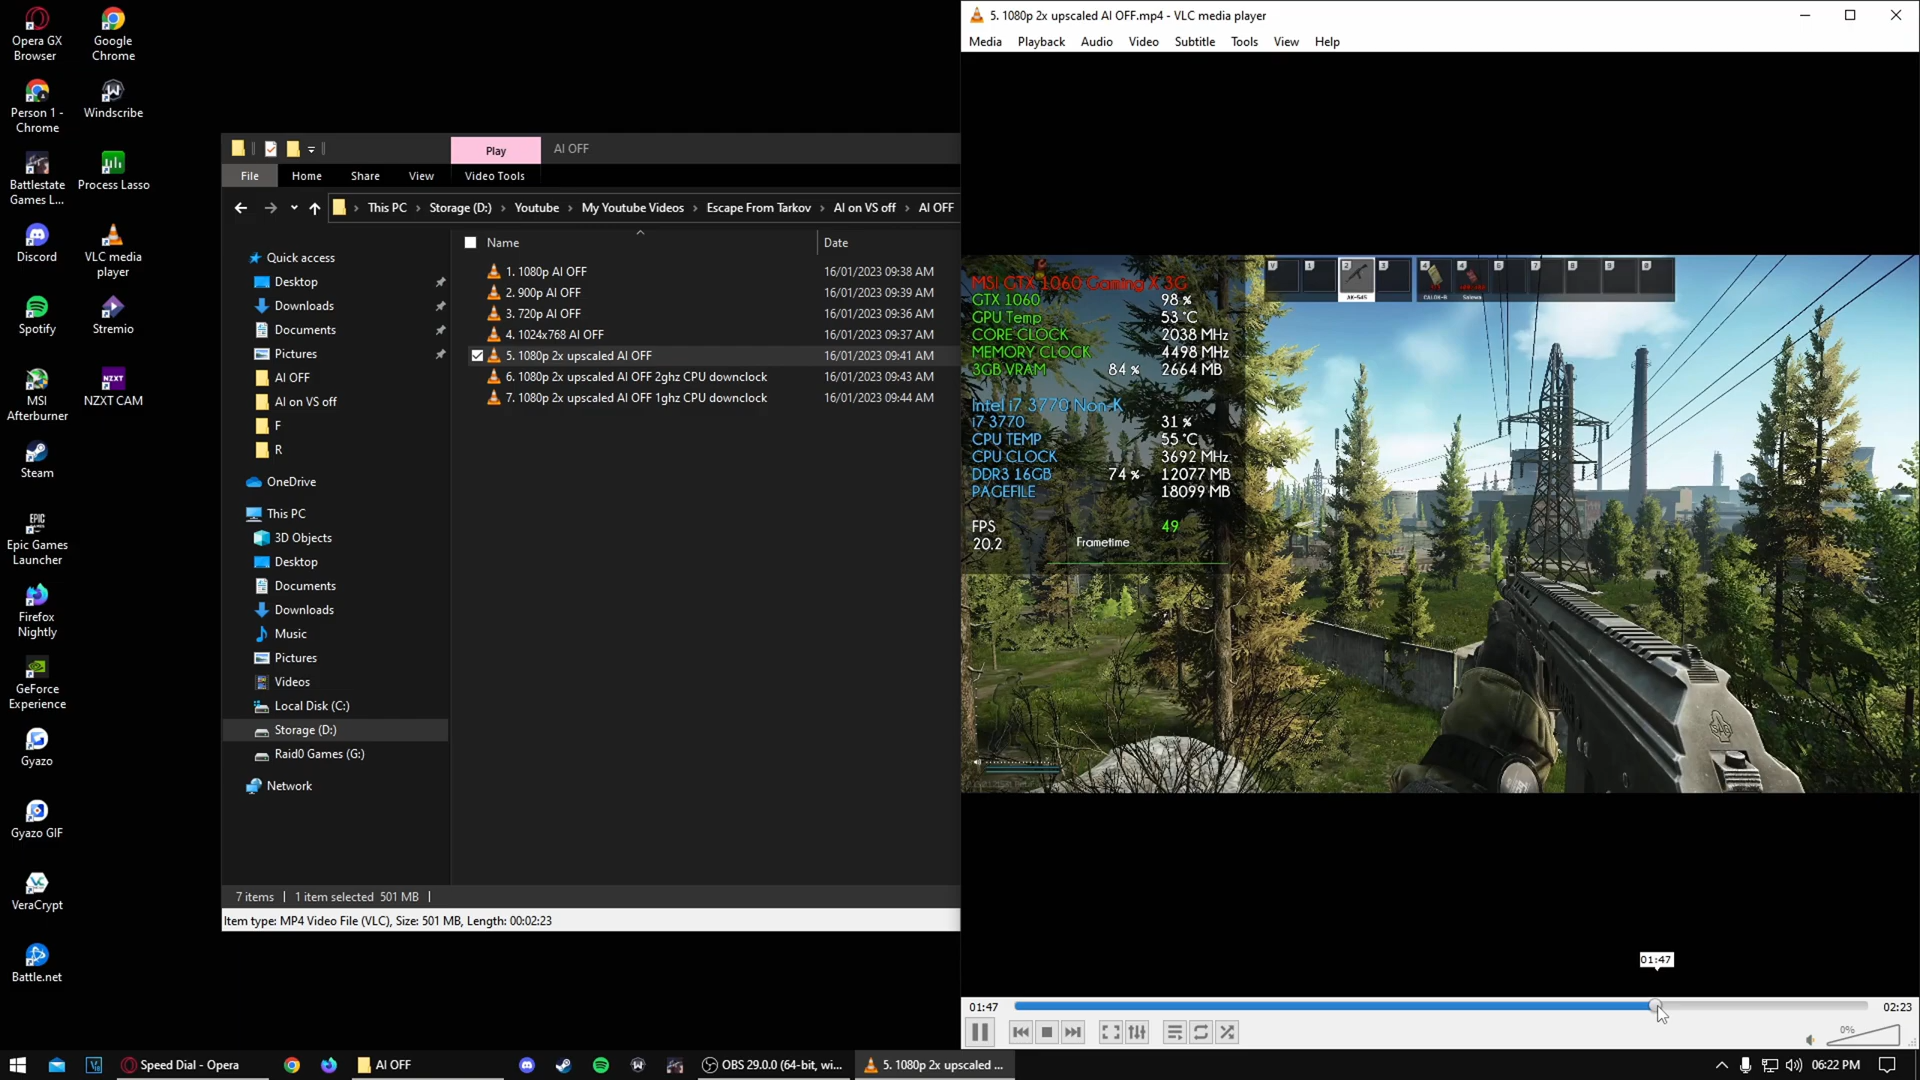 Opera GX
Browser
Google
Chrome
Person 1 -
Chrome
Windscribe
Battlestate
Games L...
Process Lasso
Discord
VLC media
player
Spotify
Stremio
MSI
Afterburner
NZXT
NZXT CAM
Steam
EPIC
GAMES
Epic Games
Launcher
Firefox
Nightly
GeForce
Experience
Gyazo
Gyazo GIF
VeraCrypt
Battle.net
Play
AI OFF
File
Home
Share
View
Video Tools
This PC
Storage (D:)
Youtube
My Youtube Videos
Escape From Tarkov
AI on VS off
AI OFF
Name
Date
1. 1080p AI OFF
16/01/2023 09:38 AM
2. 900p AI OFF
16/01/2023 09:39 AM
3. 720p AI OFF
16/01/2023 09:36 AM
4. 1024x768 AI OFF
16/01/2023 09:37 AM
5. 1080p 2x upscaled AI OFF
16/01/2023 09:41 AM
6. 1080p 2x upscaled AI OFF 2ghz CPU downclock
16/01/2023 09:43 AM
7. 1080p 2x upscaled AI OFF 1ghz CPU downclock
16/01/2023 09:44 AM
Quick access
Desktop
Downloads
Documents
Pictures
AI OFF
AI on VS off
F
R
OneDrive
This PC
3D Objects
Desktop
Documents
Downloads
Music
Pictures
Videos
Local Disk (C:)
Storage (D:)
Raid0 Games (G:)
Network
7 items
1 item selected 501 MB
Item type: MP4 Video File (VLC), Size: 501 MB, Length: 00:02:23
5. 1080p 2x upscaled AI OFF.mp4 - VLC media player
Media
Playback
Audio
Video
Subtitle
Tools
View
Help
MSI GTX 1060 Gaming X 3G
GTX 1060 98 %
GPU Temp 53 °C
CORE CLOCK 2038 MHz
MEMORY CLOCK 4498 MHz
3GB VRAM 84 % 2664 MB
Intel i7 3770 Non-K
i7 3770 31 %
CPU TEMP 55 °C
CPU CLOCK 3692 MHz
DDR3 16GB 74 % 12077 MB
PAGEFILE 18099 MB
FPS 49
20.2 Frametime
AK-545
CALOK-B
Salewa
01:47
01:47
02:23
0%
Speed Dial - Opera
AI OFF
OBS 29.0.0 (64-bit, wi...
5. 1080p 2x upscaled ...
06:22 PM